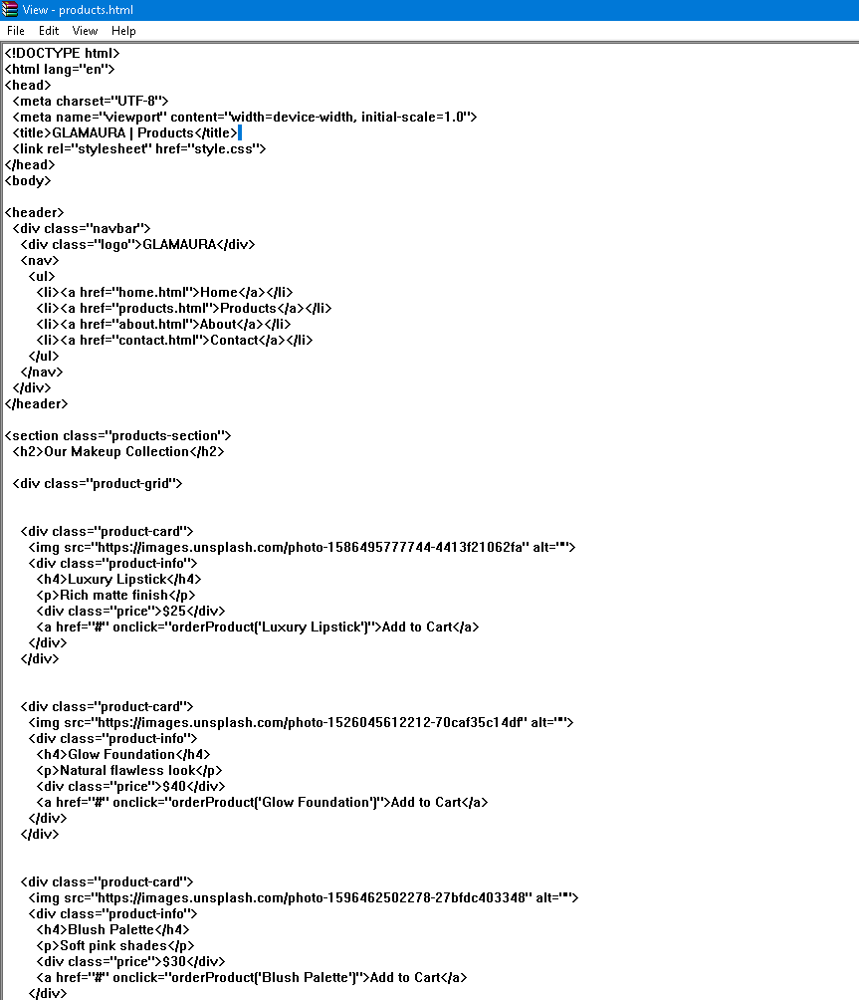 View - products.html
File Edit View Help
<!DOCTYPE html>
<html lang="en">
<head>
<meta charset="UTF-8">
<meta name="viewport" content="width=device-width, initial-scale=1.0">
<title>GLAMAURA | Products</title>
<link rel="stylesheet" href="style.css">
</head>
<body>
<header>
<div class="navbar">
<div class="logo">GLAMAURA</div>
<nav>
<ul>
<li><a href="home.html">Home</a></li>
<li><a href="products.html">Products</a></li>
<li><a href="about.html">About</a></li>
<li><a href="contact.html">Contact</a></li>
</ul>
</nav>
</div>
</header>
<section class="products-section">
<h2>Our Makeup Collection</h2>
<div class="product-grid">
<div class="product-card">
<img src="https://images.unsplash.com/photo-1586495777744-4413f21062fa" alt="">
<div class="product-info">
<h4>Luxury Lipstick</h4>
<p>Rich matte finish</p>
<div class="price">$25</div>
<a href="#" onclick="orderProduct('Luxury Lipstick')">Add to Cart</a>
</div>
</div>
<div class="product-card">
<img src="https://images.unsplash.com/photo-1526045612212-70caf35c14df" alt="">
<div class="product-info">
<h4>Glow Foundation</h4>
<p>Natural flawless look</p>
<div class="price">$40</div>
<a href="#" onclick="orderProduct('Glow Foundation')">Add to Cart</a>
</div>
</div>
<div class="product-card">
<img src="https://images.unsplash.com/photo-1596462502278-27bfdc403348" alt="">
<div class="product-info">
<h4>Blush Palette</h4>
<p>Soft pink shades</p>
<div class="price">$30</div>
<a href="#" onclick="orderProduct('Blush Palette')">Add to Cart</a>
</div>